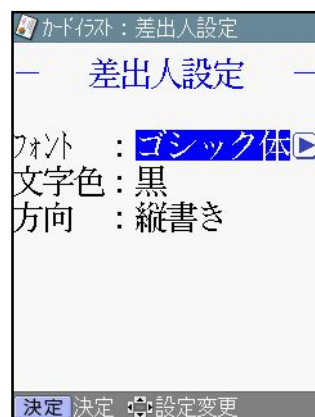 ｶｰﾄﾞｲﾗｽﾄ：差出人設定
― 差出人設定 ―
ﾌｫﾝﾄ ：ゴシック体
文字色：黒
方向 ：縦書き
決定 決定 設定変更